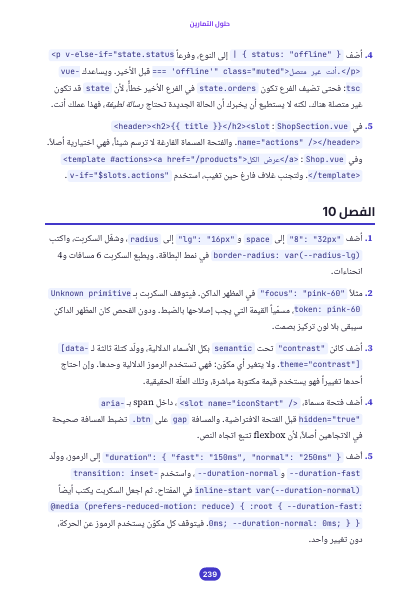 حلول التمارين
4. أضف { status: "offline" } | إلى النوع، وفرعاً <p v-else-if="state.status
=== 'offline'" class="muted">أنت غير متصل.</p> قبل الأخير. ويساعدك vue-
tsc: فحتى تضيف الفرع تكون state.orders في الفرع الأخير خطأً، لأن state قد تكون
غير متصلة هناك. لكنه لا يستطيع أن يخبرك أن الحالة الجديدة تحتاج رسالة لطيفة، فهذا عملك أنت.
5. في ShopSection.vue: <header><h2>{{ title }}</h2><slot
name="actions" /></header>. والفتحة المسماة الفارغة لا ترسم شيئاً، فهي اختيارية أصلاً.
وفي Shop.vue: <template #actions><a href="/products">عرض الكل</a>
</template>. ولتجنب غلاف فارغ حين تغيب، استخدم v-if="$slots.actions".
الفصل 10
1. أضف "8": "32px" إلى space و "lg": "16px" إلى radius، وشغّل السكربت، واكتب
border-radius: var(--radius-lg) في نمط البطاقة. ويطبع السكربت 6 مسافات و4
انحناءات.
2. مثلاً "focus": "pink-60" في المظهر الداكن. فيتوقف السكربت بـ Unknown primitive
token: pink-60، مسمّياً القيمة التي يجب إصلاحها بالضبط. ودون الفحص كان المظهر الداكن
سيبقى بلا لون تركيز بصمت.
3. أضف كائن "contrast" تحت semantic بكل الأسماء الدلالية، وولّد كتلة ثالثة لـ [data-
theme="contrast"]. ولا يتغير أي مكوّن: فهي تستخدم الرموز الدلالية وحدها. وإن احتاج
أحدها تغييراً فهو يستخدم قيمة مكتوبة مباشرة، وتلك العلّة الحقيقية.
4. أضف فتحة مسماة، <slot name="iconStart" />، داخل span بـ aria-
hidden="true" قبل الفتحة الافتراضية. والمسافة gap على .btn تضبط المسافة صحيحة
في الاتجاهين أصلاً، لأن flexbox تتبع اتجاه النص.
5. أضف "duration": { "fast": "150ms", "normal": "250ms" } إلى الرموز، وولّد
--duration-fast و --duration-normal، واستخدم transition: inset-
inline-start var(--duration-normal) في المفتاح. ثم اجعل السكربت يكتب أيضاً
@media (prefers-reduced-motion: reduce) { :root { --duration-fast:
0ms; --duration-normal: 0ms; } }. فيتوقف كل مكوّن يستخدم الرموز عن الحركة،
دون تغيير واحد.
239